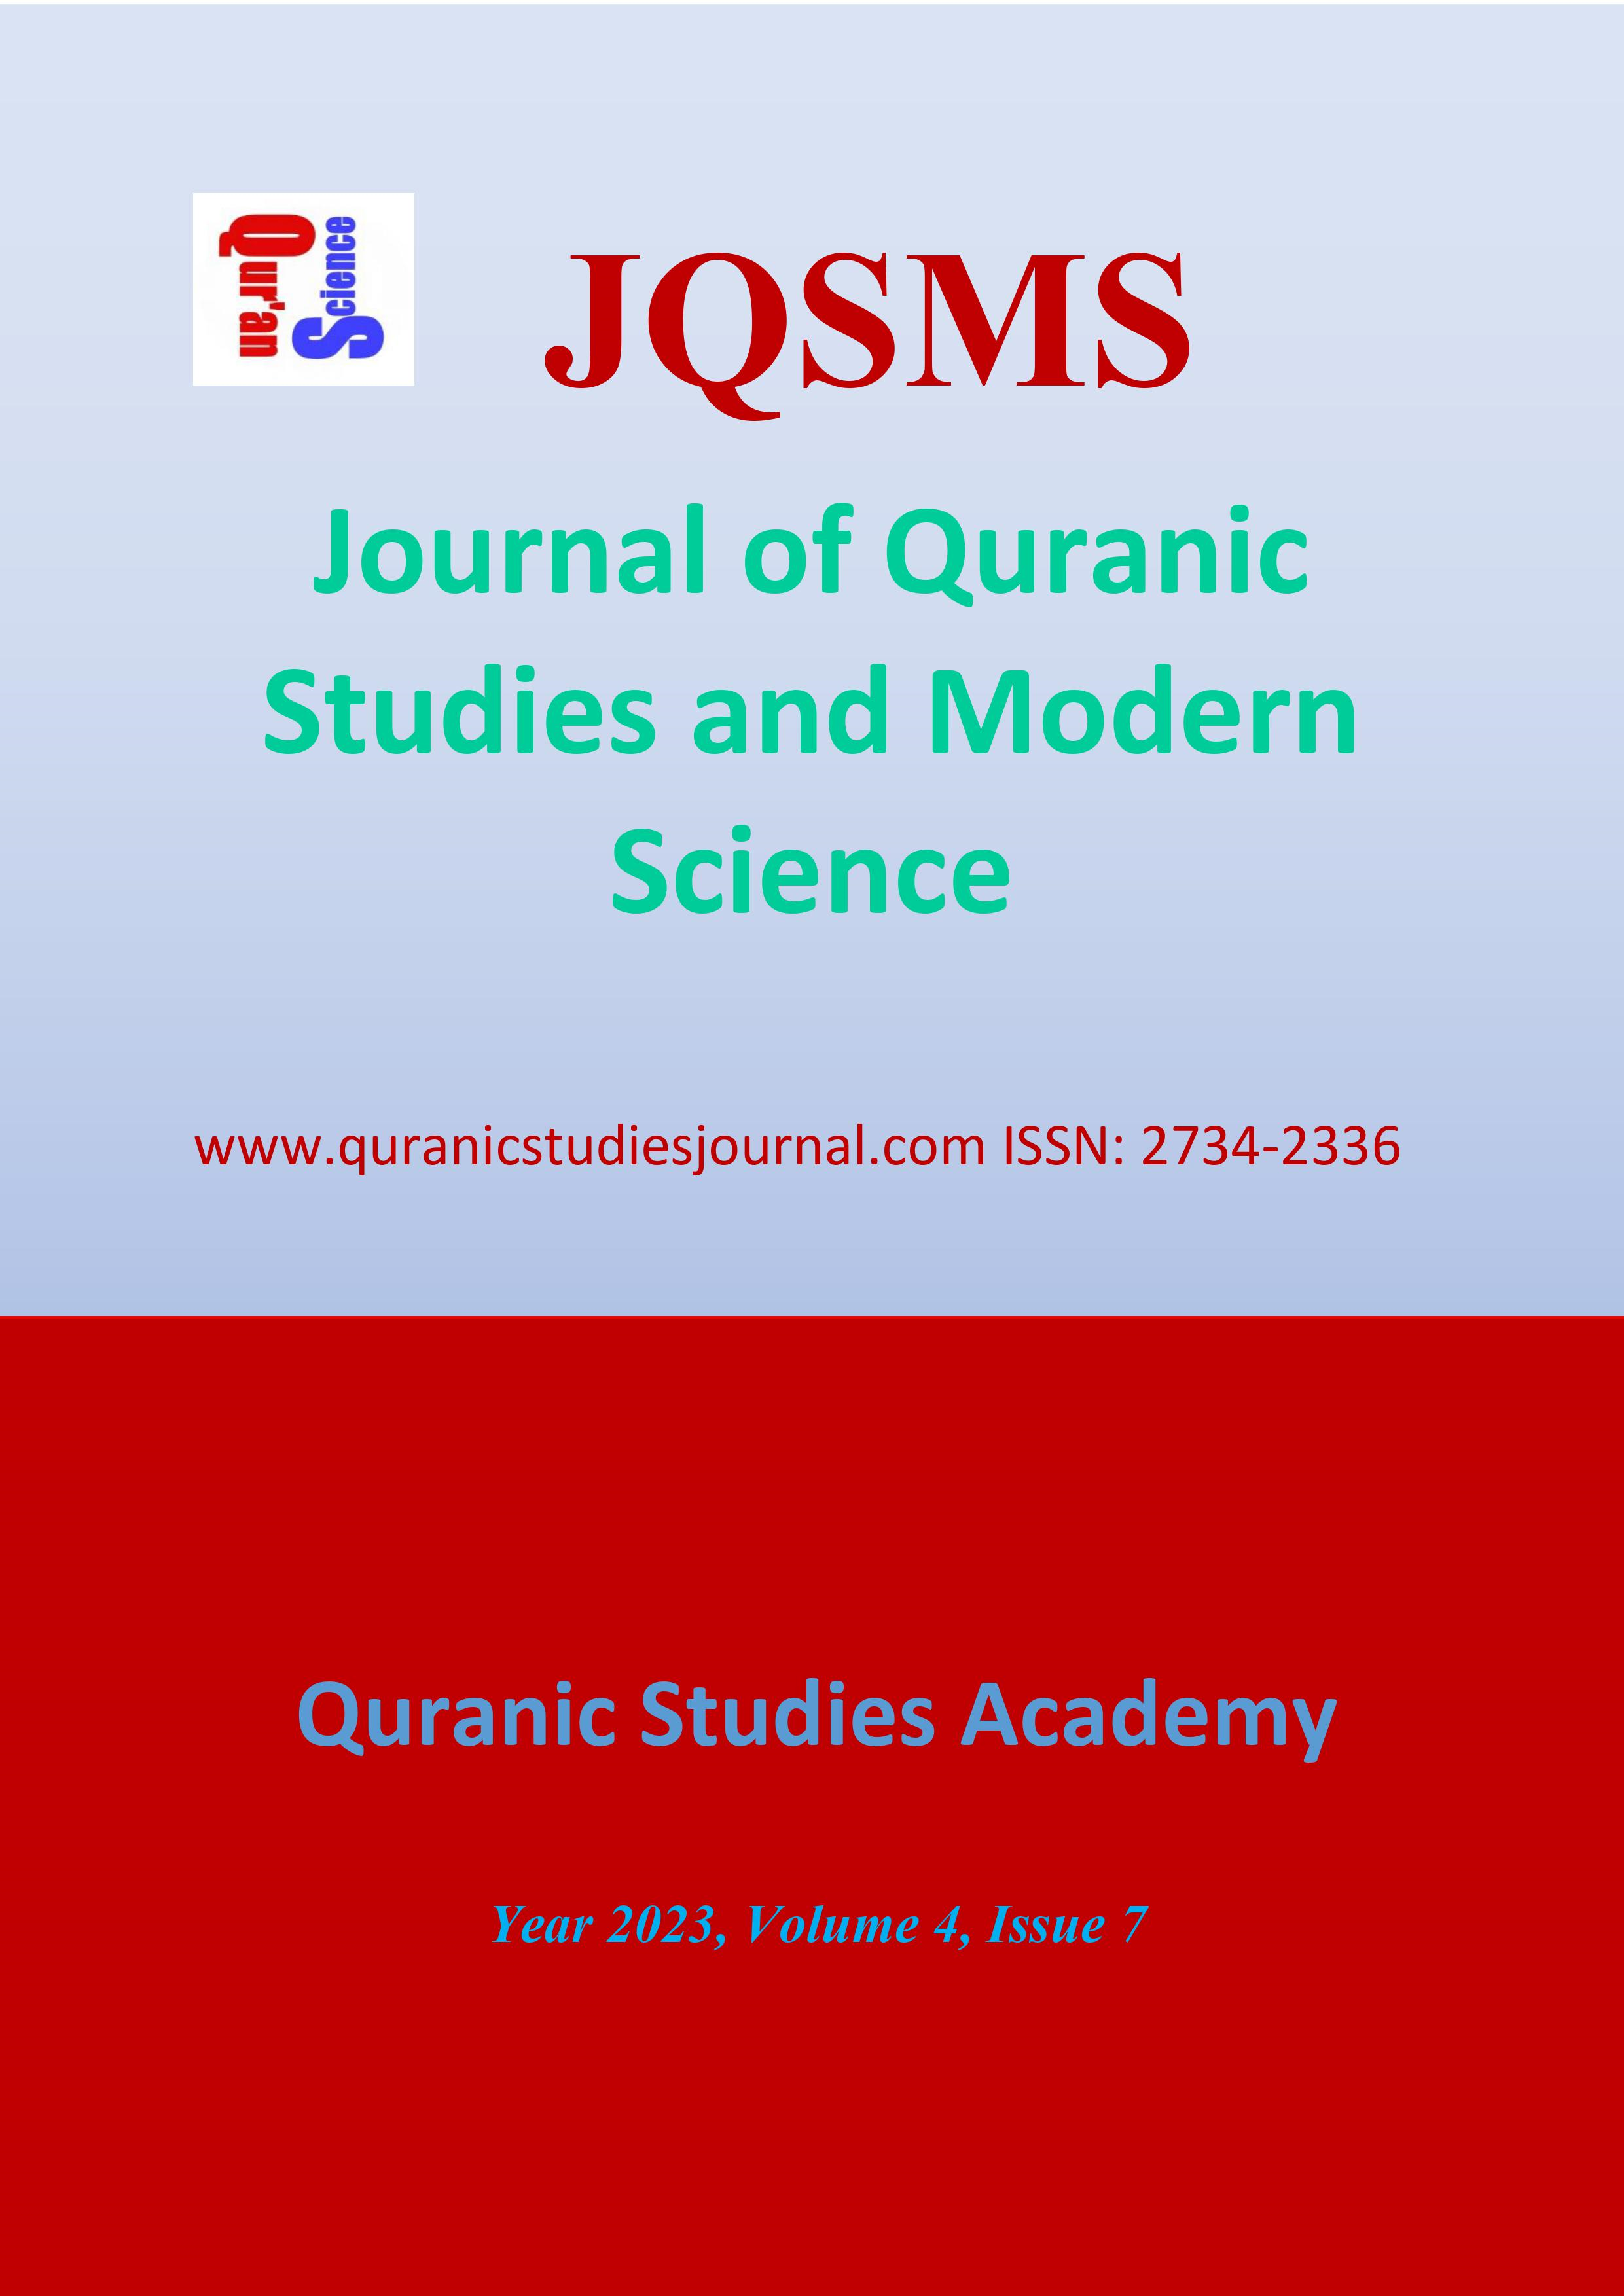 Qur'an
Science
JQSMS
Journal of Quranic
Studies and Modern
Science
www.quranicstudiesjournal.com ISSN: 2734-2336
Quranic Studies Academy
Year 2023, Volume 4, Issue 7